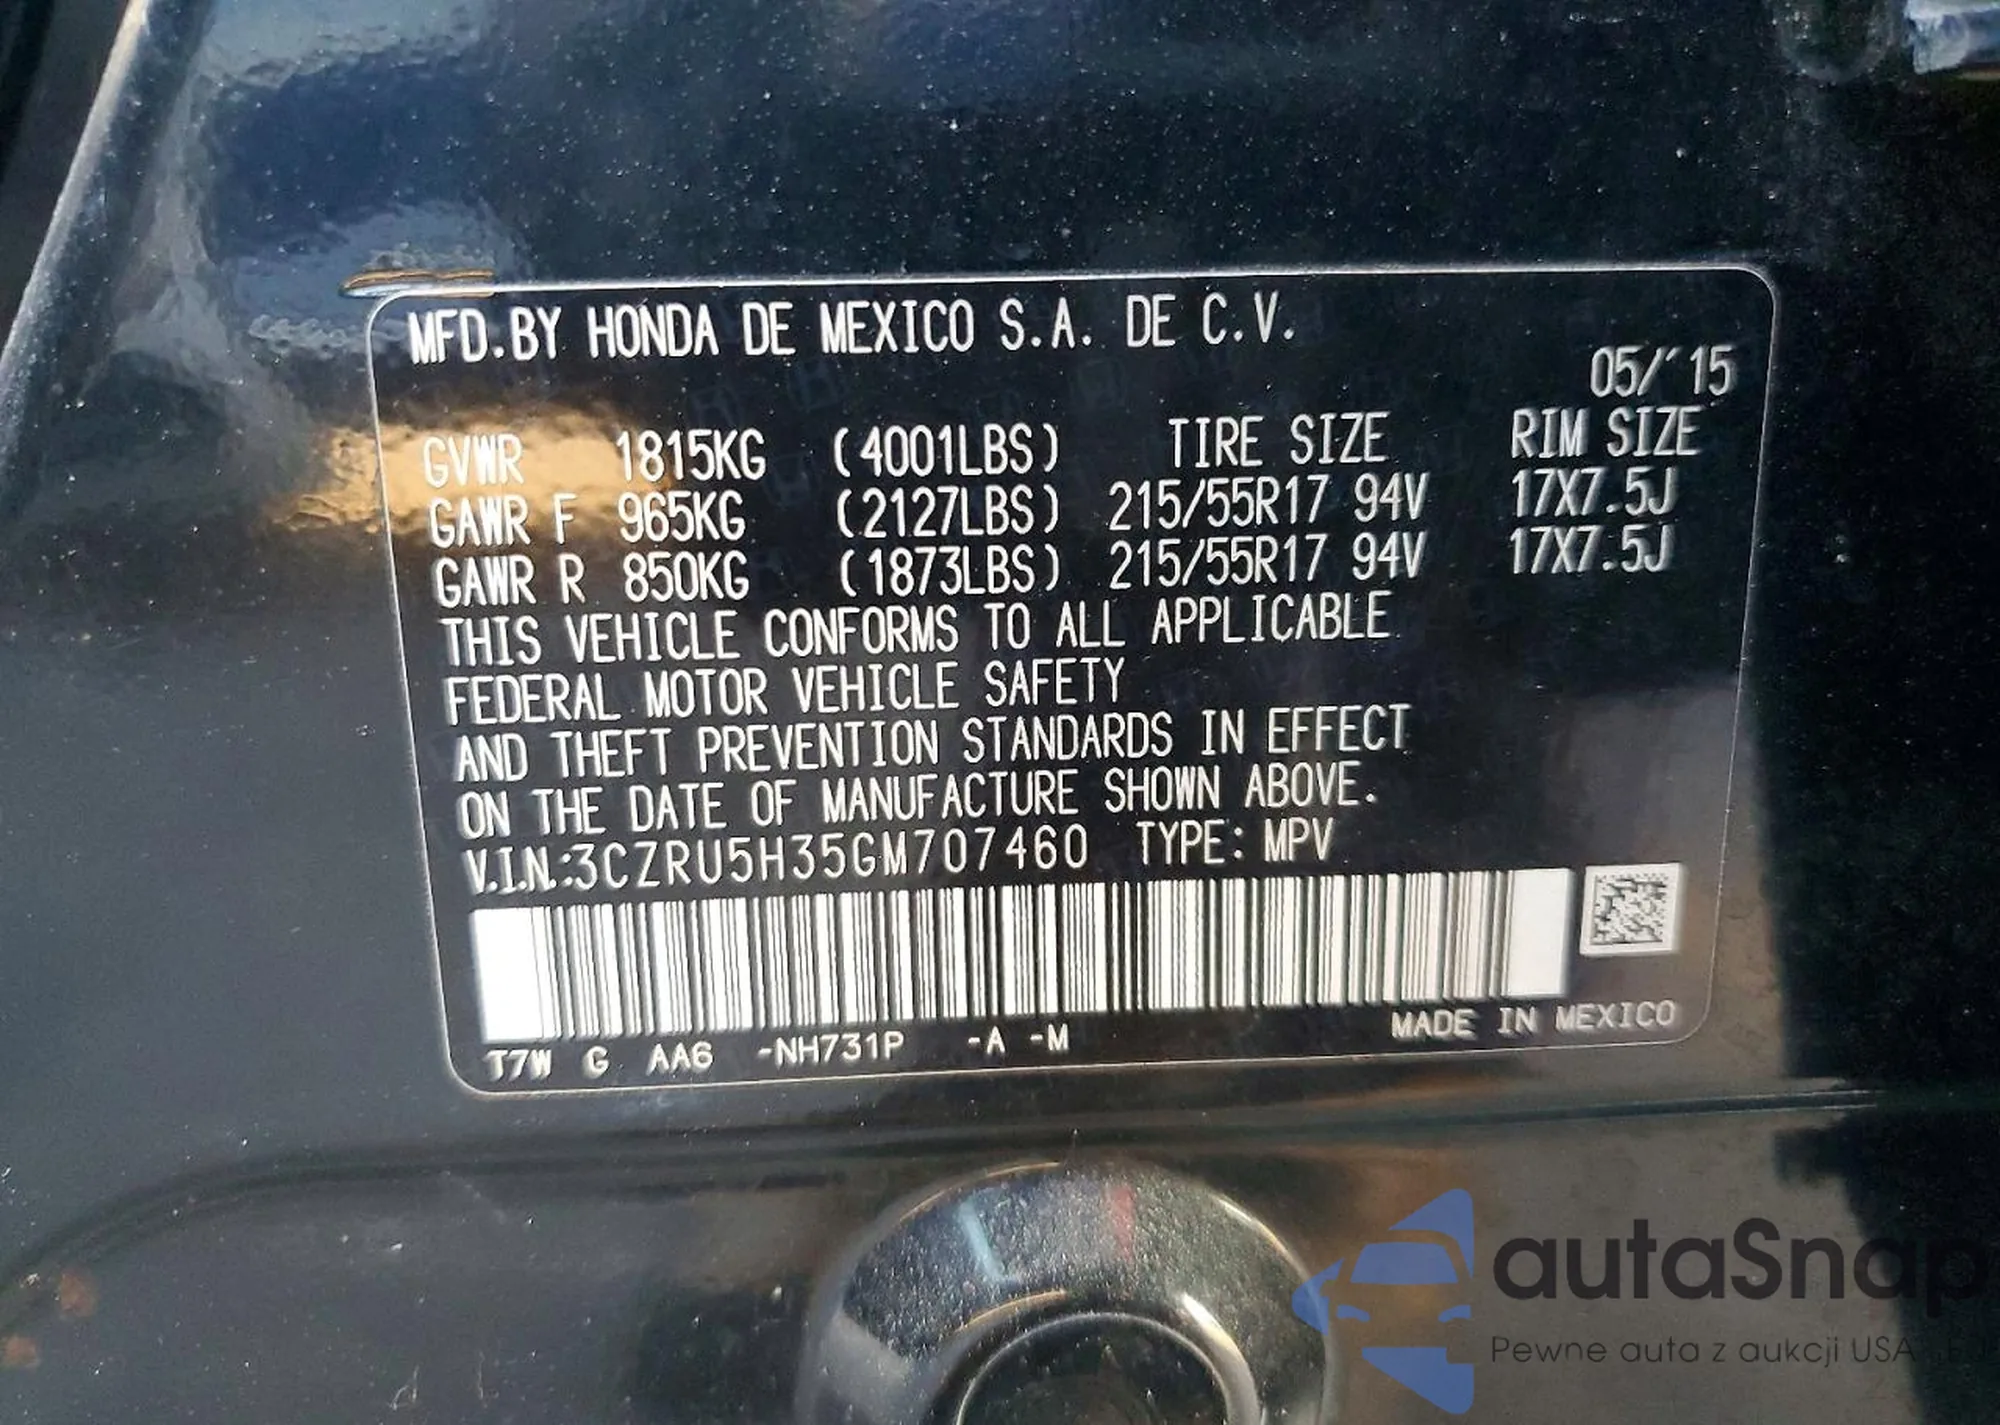 MFD.BY HONDA DE MEXICO S.A. DE C.V.
05/'15
GVWR 1815KG (4001LBS) TIRE SIZE RIM SIZE
GAWR F 965KG (2127LBS) 215/55R17 94V 17X7.5J
GAWR R 850KG (1873LBS) 215/55R17 94V 17X7.5J
THIS VEHICLE CONFORMS TO ALL APPLICABLE
FEDERAL MOTOR VEHICLE SAFETY
AND THEFT PREVENTION STANDARDS IN EFFECT
ON THE DATE OF MANUFACTURE SHOWN ABOVE.
V.I.N.:3CZRU5H35GM707460 TYPE: MPV
T7W G AA6 -NH731P -A -M MADE IN MEXICO
autaSnap
Pewne auta z aukcji USA